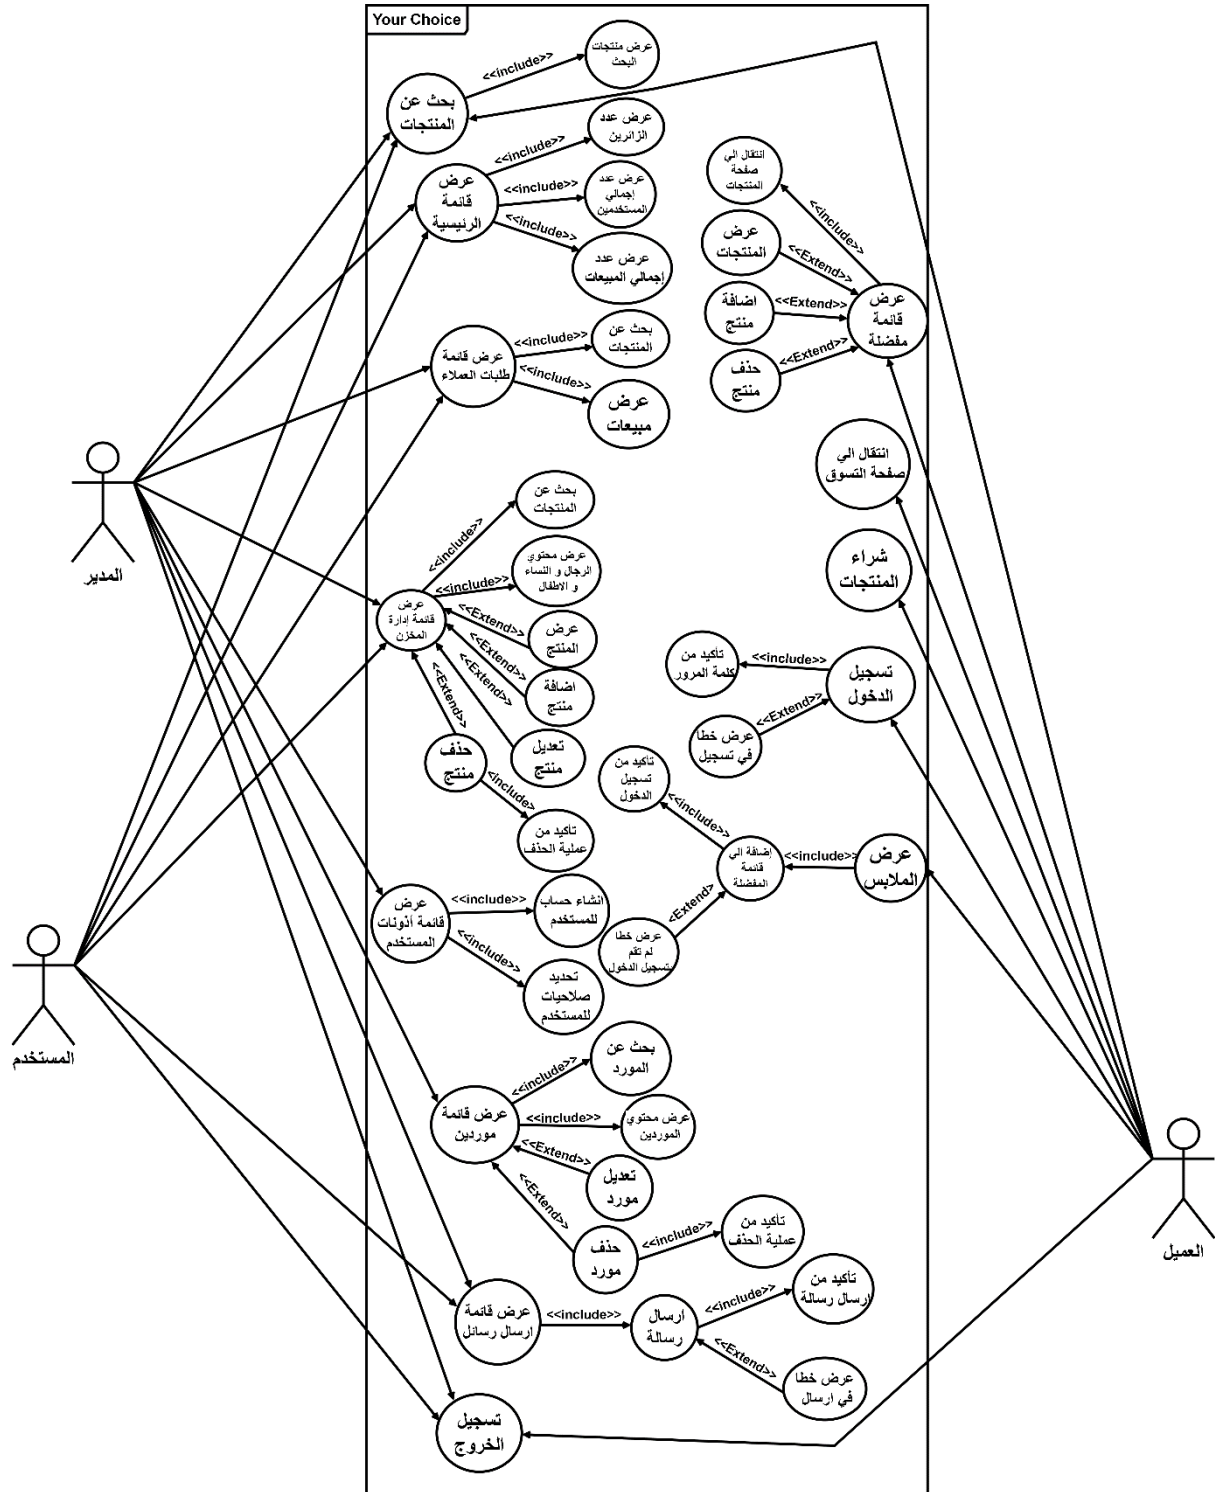 Your Choice
عرض منتجات
البحث
<<include>>
بحث عن
المنتجات
عرض عدد
الزائرين
<<include>>
عرض
قائمة
الرئيسية
<<include>>
عرض عدد
إجمالي
المستخدمين
<<include>>
عرض عدد
إجمالي المبيعات
انتقال الي
صفحة
المنتجات
<<include>>
عرض
المنتجات
<<Extend>>
اضافة
منتج
<<Extend>>
عرض
قائمة
مفضلة
حذف
منتج
<<Extend>>
بحث عن
المنتجات
<<include>>
عرض قائمة
طلبات العملاء
<<include>>
عرض
مبيعات
انتقال الي
صفحة التسوق
المدير
بحث عن
المنتجات
<<include>>
عرض محتوي
الرجال و النساء
و الاطفال
<<include>>
عرض
قائمة إدارة
المخزن
<<Extend>>
عرض
المنتج
<<Extend>>
اضافة
منتج
<<Extend>>
تعديل
منتج
<<Extend>>
حذف
منتج
<include>
تأكيد من
عملية الحذف
شراء
المنتجات
تأكيد من
كلمة المرور
<<include>>
تسجيل
الدخول
<<Extend>>
عرض خطا
في تسجيل
تأكيد من
تسجيل
الدخول
<<include>>
إضافة الي
قائمة
المفضلة
<<include>>
عرض
الملابس
<Extend>
عرض خطا
لم تقم
بتسجيل الدخول
عرض
قائمة أذونات
المستخدم
<<include>>
انشاء حساب
للمستخدم
<<include>>
تحديد
صلاحيات
للمستخدم
المستخدم
بحث عن
المورد
<<include>>
عرض قائمة
موردين
<<include>>
عرض محتوي
الموردين
<<Extend>>
تعديل
مورد
<<Extend>>
حذف
مورد
<<include>>
تأكيد من
عملية الحذف
العميل
عرض قائمة
ارسال رسائل
<<include>>
ارسال
رسالة
<<include>>
تأكيد من
ارسال رسالة
<<Extend>>
عرض خطا
في ارسال
تسجيل
الخروج